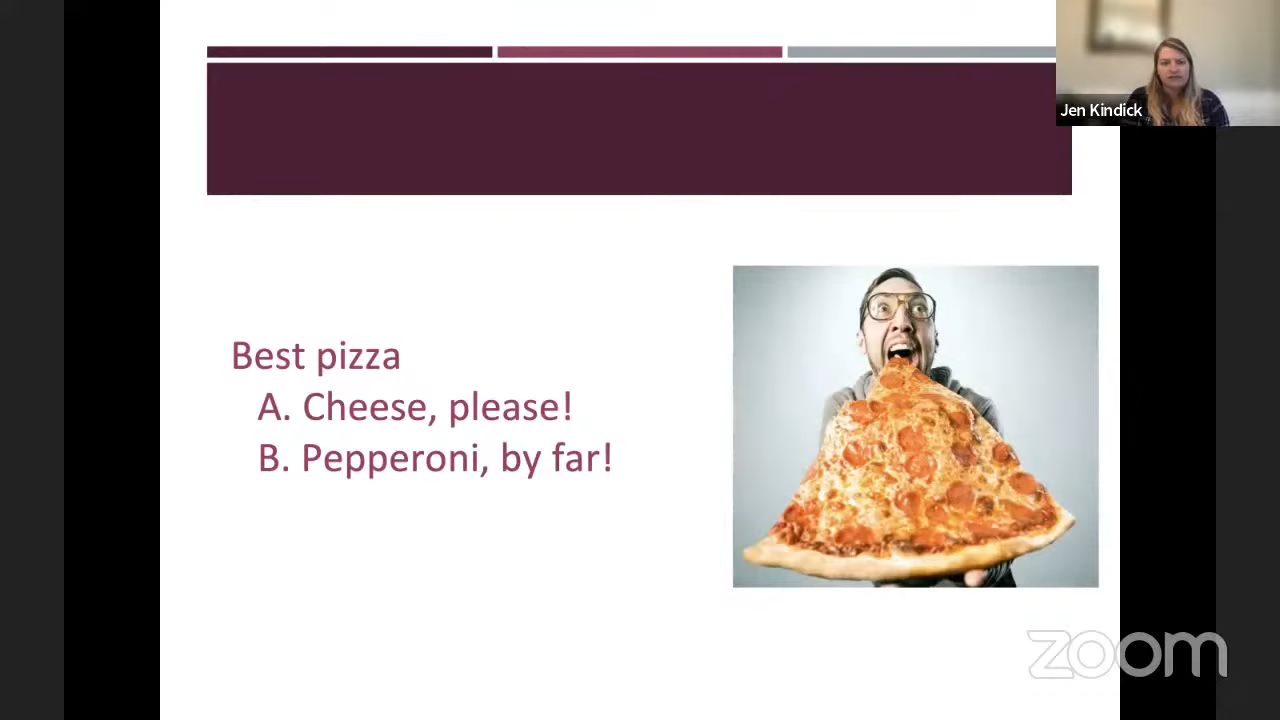 Jen Kindick
Best pizza
A. Cheese, please!
B. Pepperoni, by far!
zoom